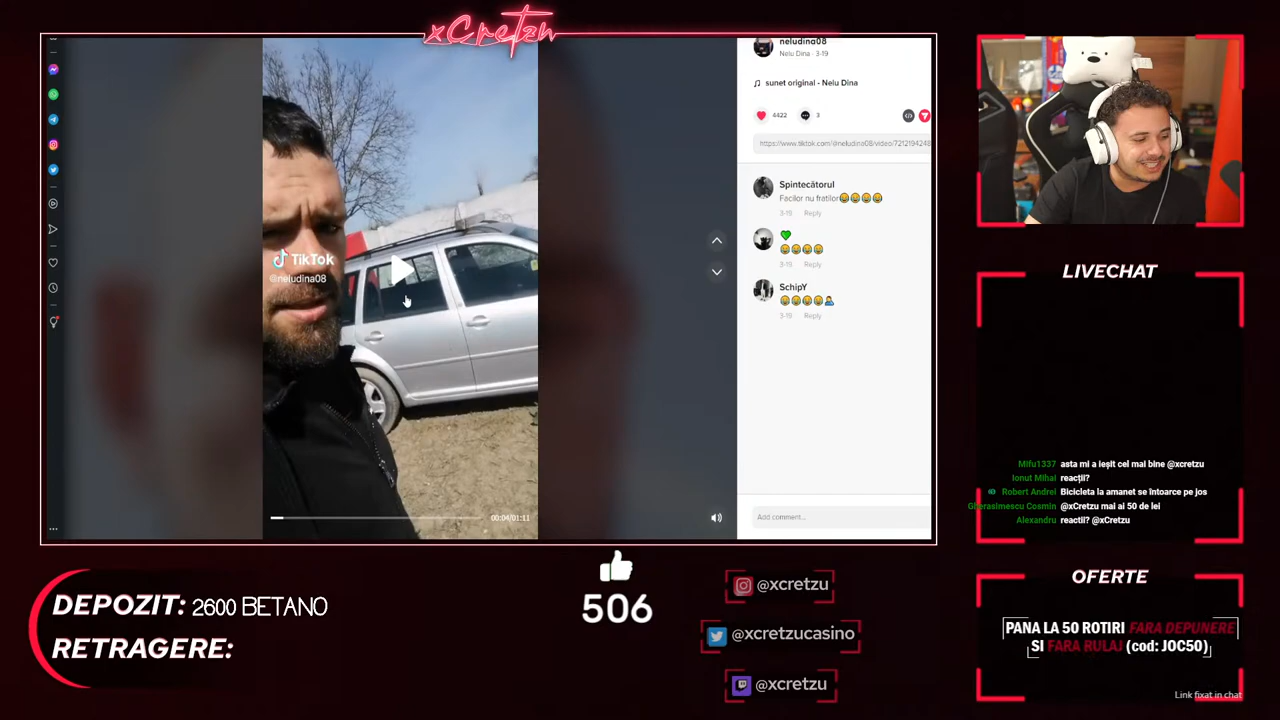 xCretzu
neludina08
Nelu Dina · 3-19
sunet original - Nelu Dina
4422
3
https://www.tiktok.com/@neludina08/video/7212194248
Spintecătorul
Facilor nu fratilor😂😂😂😂
3-19 Reply
💚
😂😂😂😂
3-19 Reply
SchipY
😂😂😂😂🤦‍♂️
3-19 Reply
Add comment...
TikTok
@neludina08
00:04/01:11
LIVECHAT
Mifu1337 asta mi a ieșit cel mai bine @xcretzu
Ionut Mihai reacții?
Robert Andrei Bicicleta la amanet se întoarce pe jos
Gherasimescu Cosmin @xCretzu mai ai 50 de lei
Alexandru reactii? @xCretzu
DEPOZIT: 2600 BETANO
RETRAGERE:
506
@xcretzu
@xcretzucasino
@xcretzu
OFERTE
PANA LA 50 ROTIRI FARA DEPUNERE
SI FARA RULAJ (cod: JOC50)
Link fixat in chat